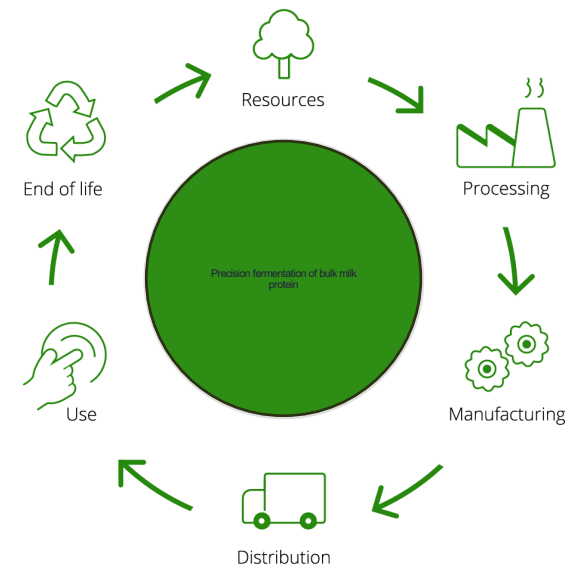 Resources
Processing
Manufacturing
Distribution
Use
End of life
Precision fermentation of bulk milk
protein